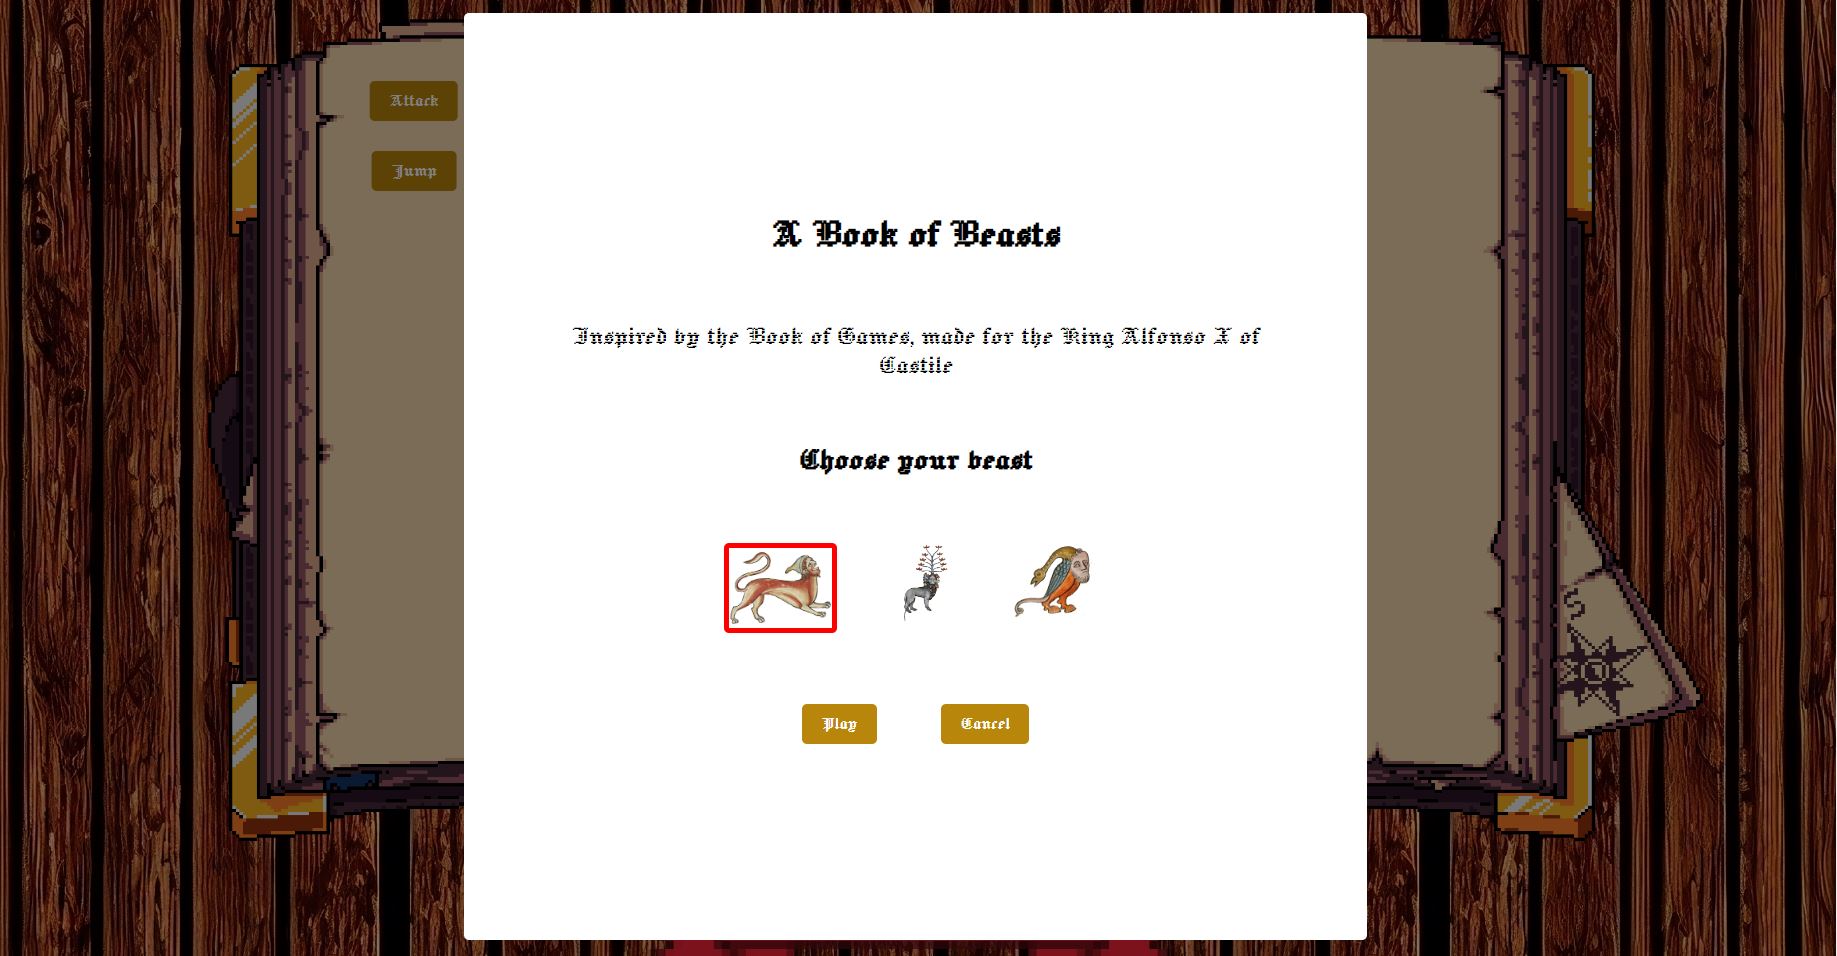 Attack
Jump
A Book of Beasts
Inspired by the Book of Games, made for the King Alfonso X of
Castile
Choose your beast
Play
Cancel